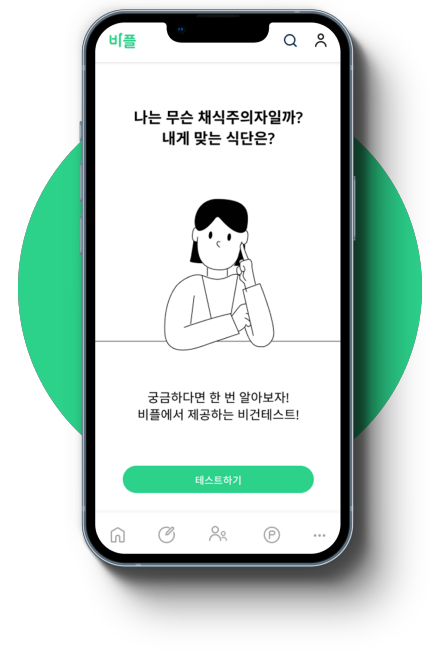 비플
나는 무슨 채식주의자일까?
내게 맞는 식단은?
궁금하다면 한 번 알아보자!
비플에서 제공하는 비건테스트!
테스트하기
P